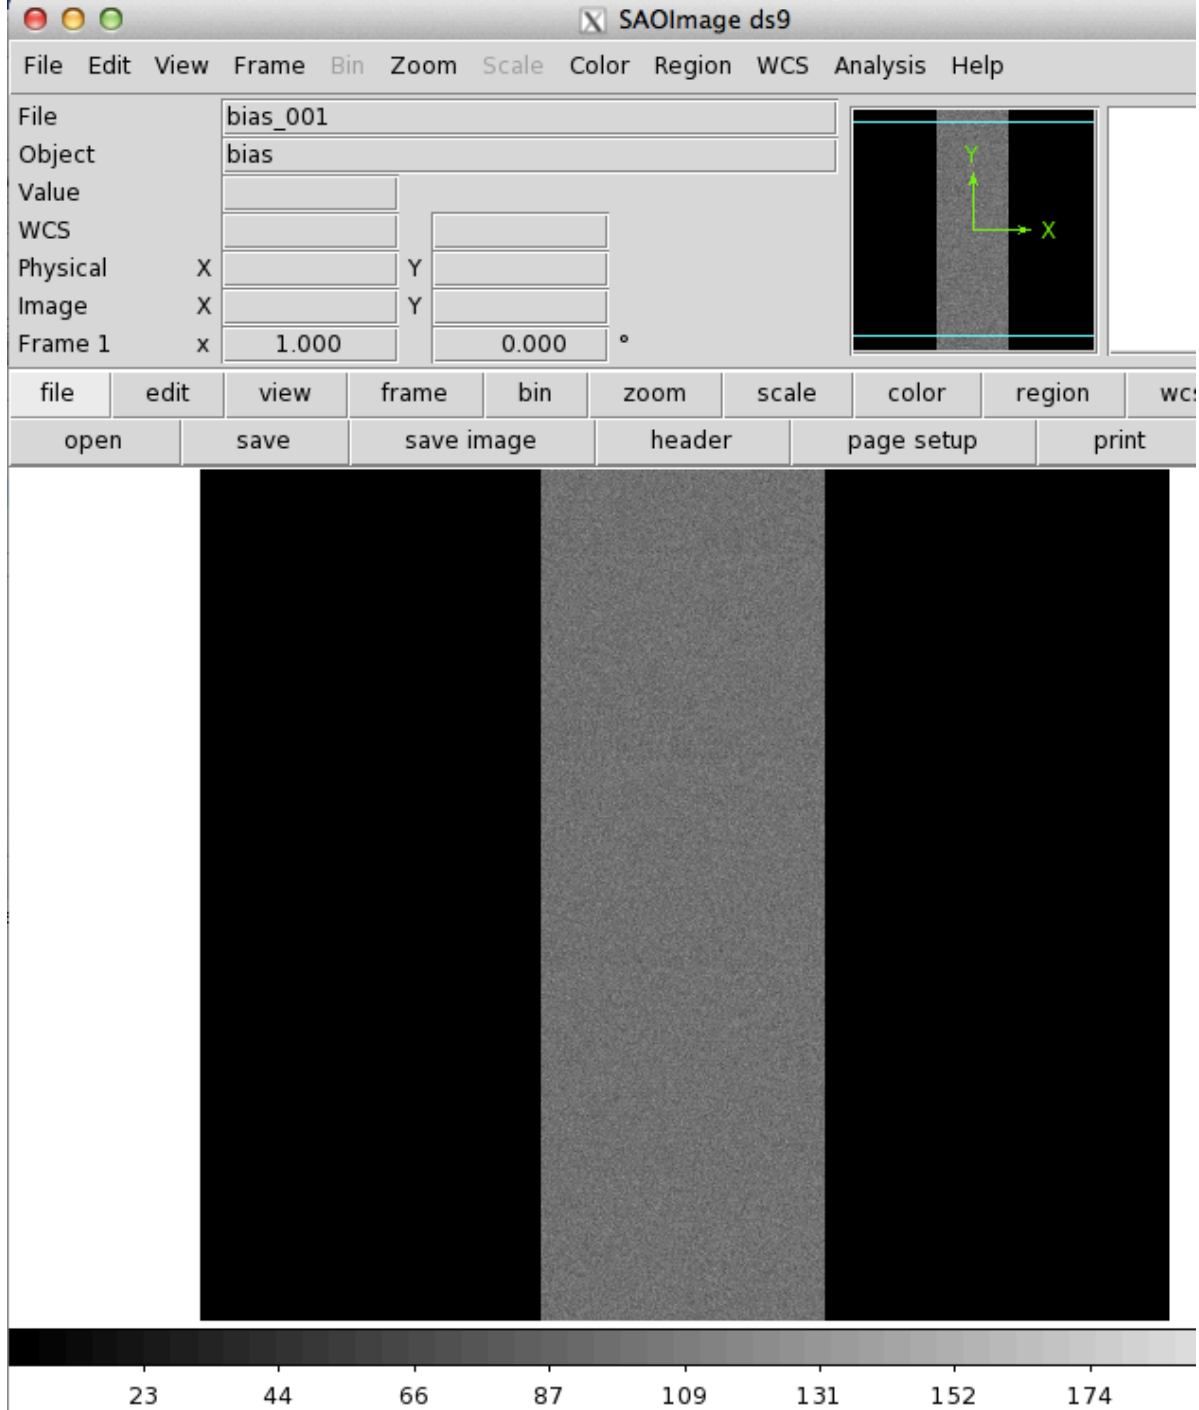 SAOImage ds9
File Edit View Frame Bin Zoom Scale Color Region WCS Analysis Help
File bias_001
Object bias
Value
WCS
Physical X Y
Image X Y
Frame 1 x 1.000 0.000 °
Y
X
file edit view frame bin zoom scale color region wcs
open save save image header page setup print
23 44 66 87 109 131 152 174